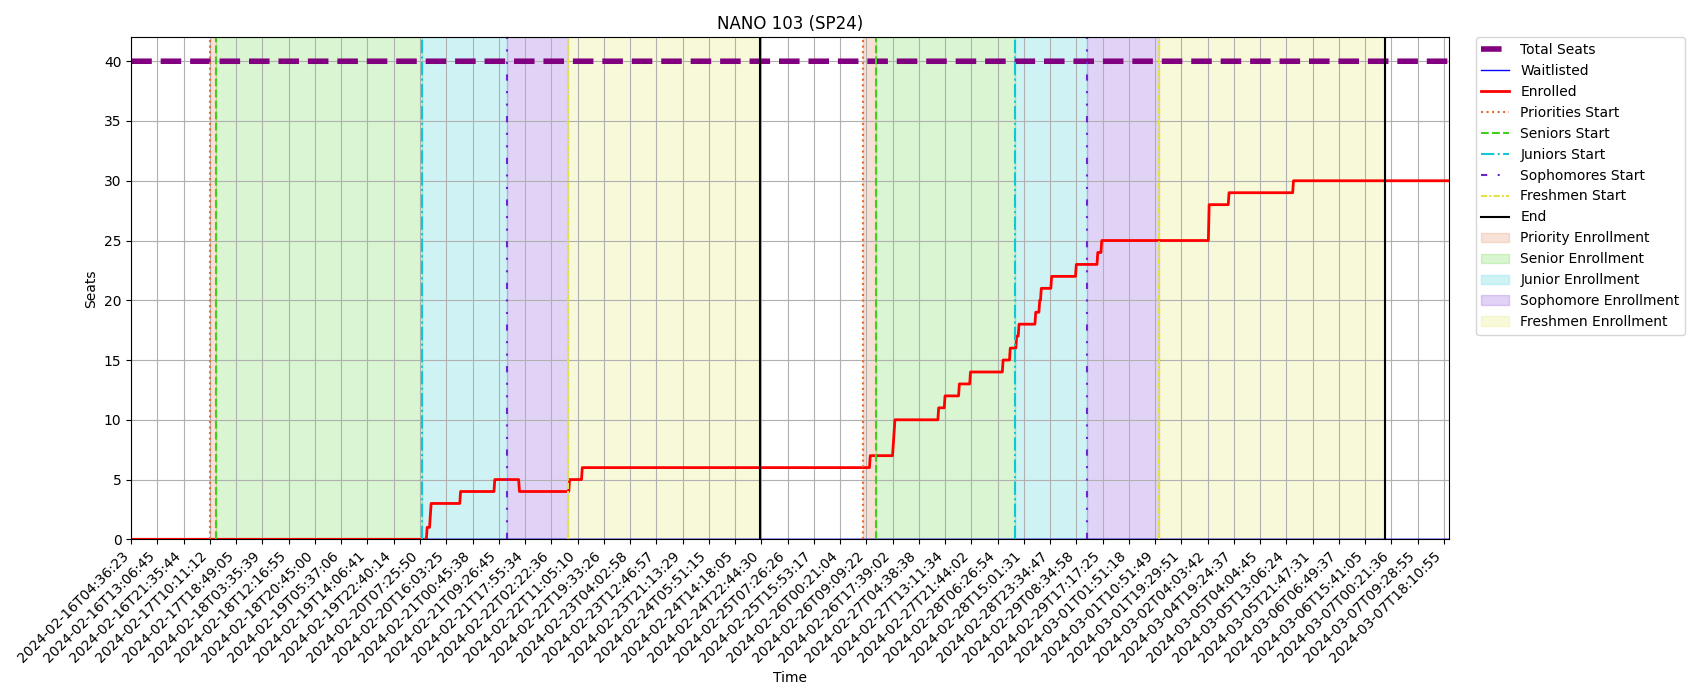 NANO 103 (SP24)
Seats
40
35
30
25
20
15
10
5
0
2024-02-16T04:36:23
2024-02-16T13:06:45
2024-02-16T21:35:44
2024-02-17T10:11:12
2024-02-17T18:49:05
2024-02-18T03:35:39
2024-02-18T12:16:55
2024-02-18T20:45:00
2024-02-19T05:37:06
2024-02-19T14:06:41
2024-02-19T22:40:14
2024-02-20T07:25:50
2024-02-20T16:03:25
2024-02-21T00:45:38
2024-02-21T09:26:45
2024-02-21T17:55:34
2024-02-22T02:22:36
2024-02-22T11:05:10
2024-02-22T19:33:26
2024-02-23T04:02:58
2024-02-23T12:46:57
2024-02-23T21:13:29
2024-02-24T05:51:15
2024-02-24T14:18:05
2024-02-24T22:44:30
2024-02-25T07:26:26
2024-02-25T15:53:17
2024-02-26T00:21:04
2024-02-26T09:09:22
2024-02-26T17:39:02
2024-02-27T04:38:38
2024-02-27T13:11:34
2024-02-27T21:44:02
2024-02-28T06:26:54
2024-02-28T15:01:31
2024-02-28T23:34:47
2024-02-29T08:34:58
2024-02-29T17:17:25
2024-03-01T01:51:18
2024-03-01T10:51:49
2024-03-01T19:29:51
2024-03-02T04:03:42
2024-03-04T19:24:37
2024-03-05T04:04:45
2024-03-05T13:06:24
2024-03-05T21:47:31
2024-03-06T06:49:37
2024-03-06T15:41:05
2024-03-07T00:21:36
2024-03-07T09:28:55
2024-03-07T18:10:55
Time
Total Seats
Waitlisted
Enrolled
Priorities Start
Seniors Start
Juniors Start
Sophomores Start
Freshmen Start
End
Priority Enrollment
Senior Enrollment
Junior Enrollment
Sophomore Enrollment
Freshmen Enrollment